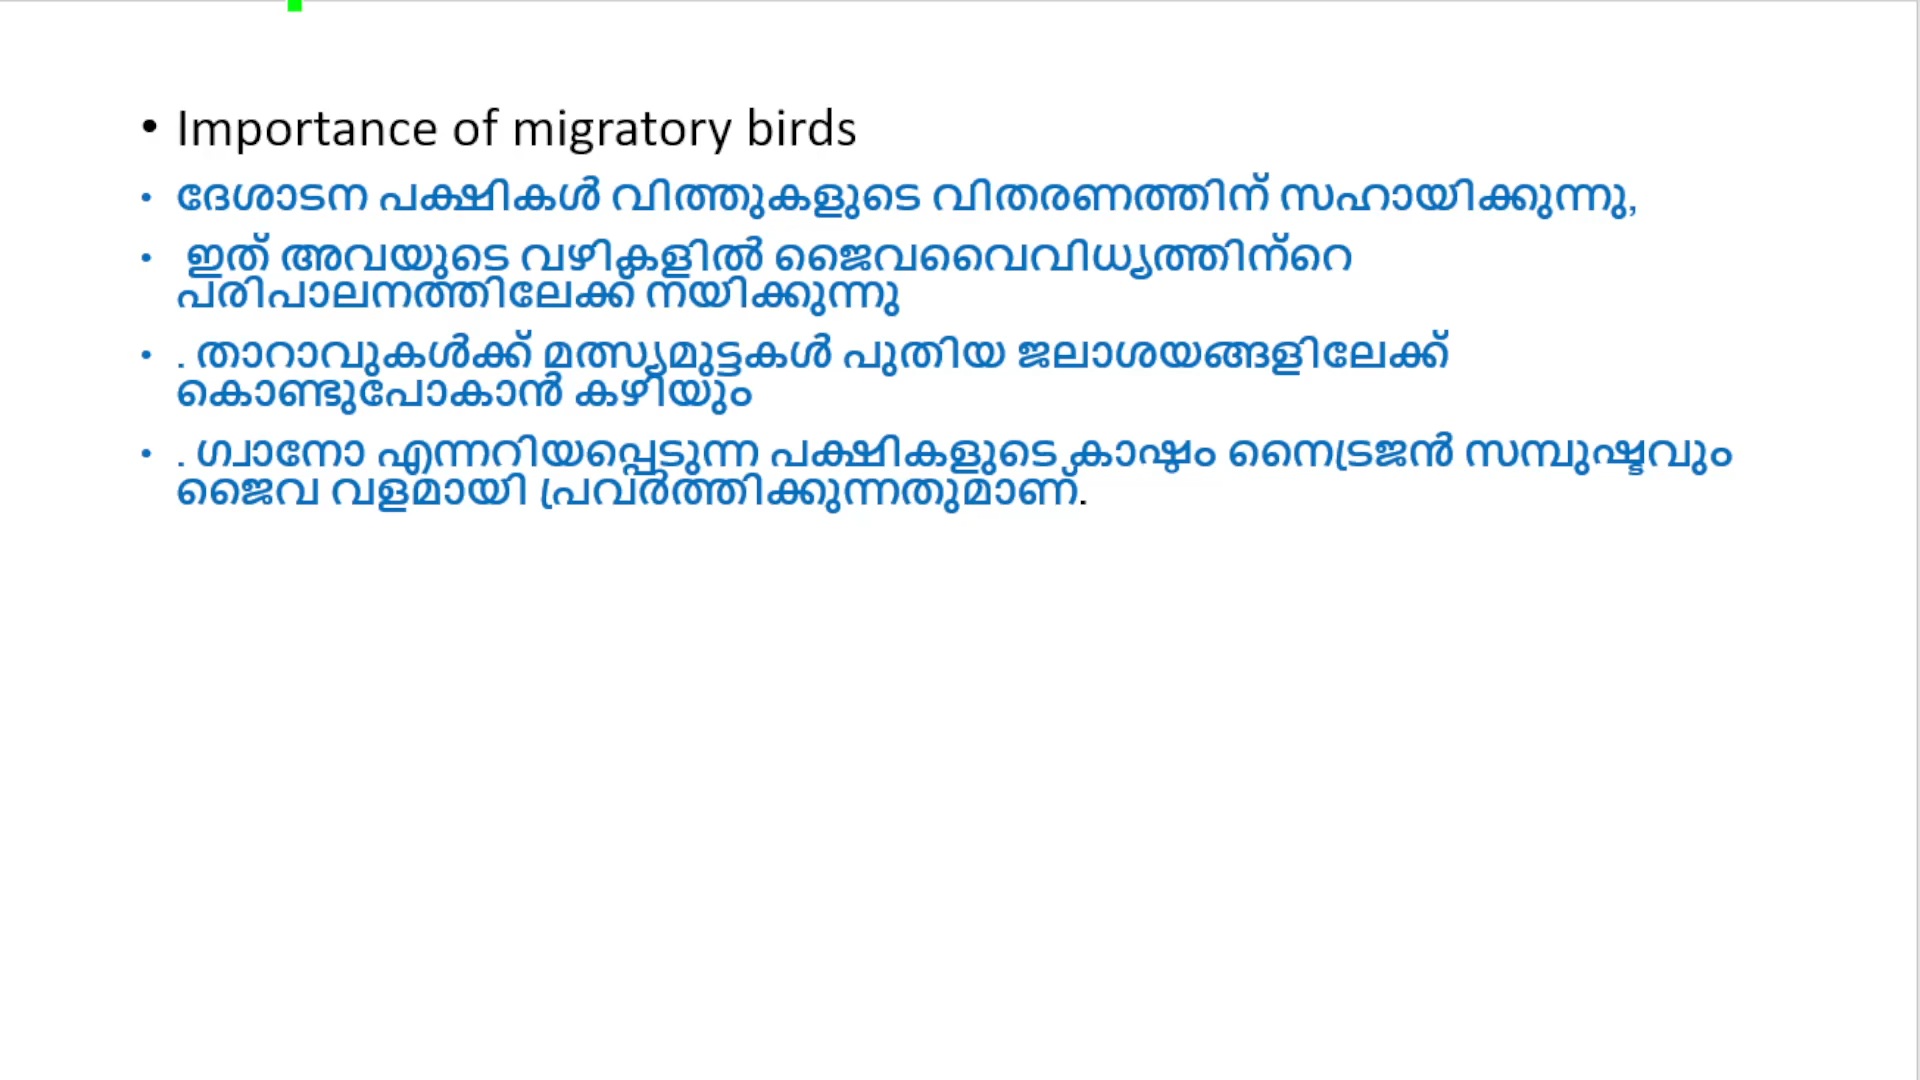 • Importance of migratory birds
• ദേശാടന പക്ഷികൾ വിത്തുകളുടെ വിതരണത്തിന് സഹായിക്കുന്നു,
• ഇത് അവയുടെ വഴികളിൽ ജൈവവൈവിധ്യത്തിന്റെ
പരിപാലനത്തിലേക്ക് നയിക്കുന്നു
• . താറാവുകൾക്ക് മത്സ്യമുട്ടകൾ പുതിയ ജലാശയങ്ങളിലേക്ക്
കൊണ്ടുപോകാൻ കഴിയും
• . ഗ്വാനോ എന്നറിയപ്പെടുന്ന പക്ഷികളുടെ കാഷ്ഠം നൈട്രജൻ സമ്പുഷ്ടവും
ജൈവ വളമായി പ്രവർത്തിക്കുന്നതുമാണ്.